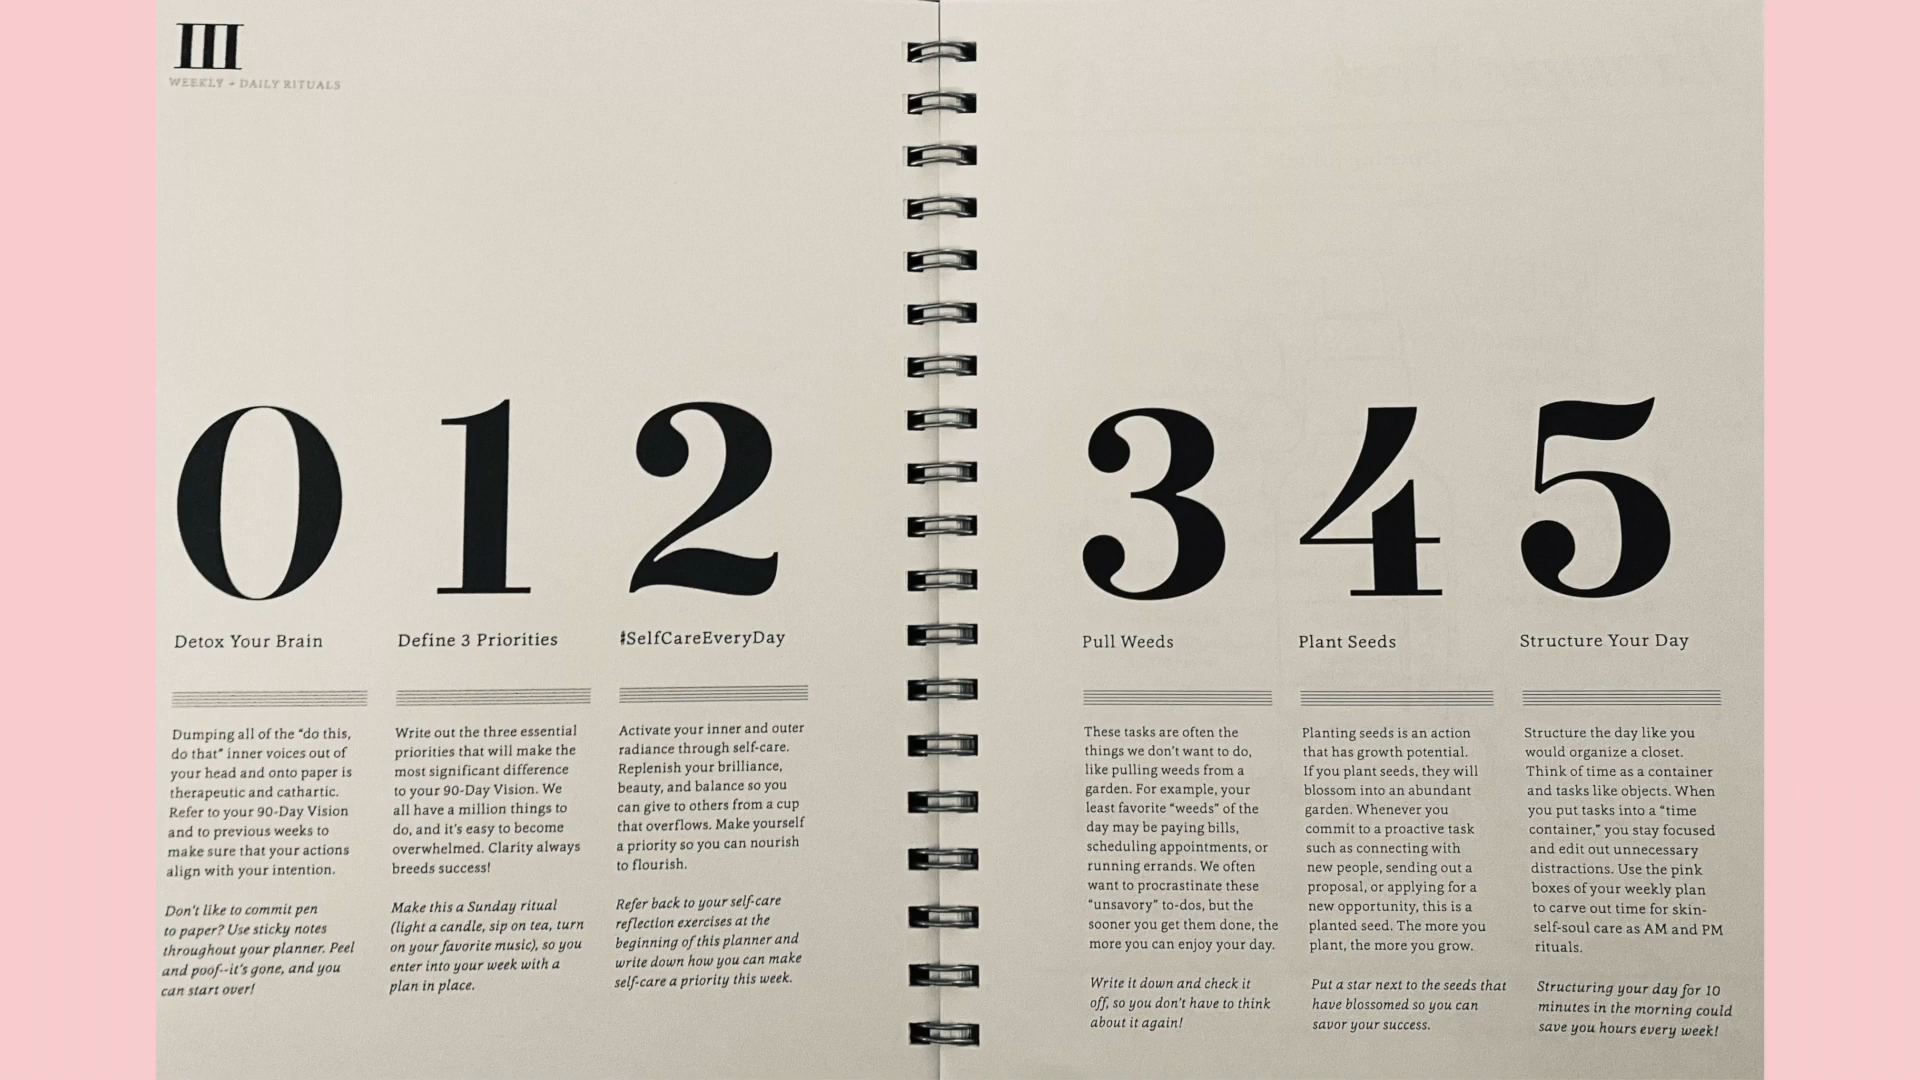 III
WEEKLY + DAILY RITUALS
0
Detox Your Brain
Dumping all of the "do this,
do that" inner voices out of
your head and onto paper is
therapeutic and cathartic.
Refer to your 90-Day Vision
and to previous weeks to
make sure that your actions
align with your intention.
Don't like to commit pen
to paper? Use sticky notes
throughout your planner. Peel
and poof--it's gone, and you
can start over!
1
Define 3 Priorities
Write out the three essential
priorities that will make the
most significant difference
to your 90-Day Vision. We
all have a million things to
do, and it's easy to become
overwhelmed. Clarity always
breeds success!
Make this a Sunday ritual
(light a candle, sip on tea, turn
on your favorite music), so you
enter into your week with a
plan in place.
2
#SelfCareEveryDay
Activate your inner and outer
radiance through self-care.
Replenish your brilliance,
beauty, and balance so you
can give to others from a cup
that overflows. Make yourself
a priority so you can nourish
to flourish.
Refer back to your self-care
reflection exercises at the
beginning of this planner and
write down how you can make
self-care a priority this week.
3
Pull Weeds
These tasks are often the
things we don't want to do,
like pulling weeds from a
garden. For example, your
least favorite "weeds" of the
day may be paying bills,
scheduling appointments, or
running errands. We often
want to procrastinate these
"unsavory" to-dos, but the
sooner you get them done, the
more you can enjoy your day.
Write it down and check it
off, so you don't have to think
about it again!
4
Plant Seeds
Planting seeds is an action
that has growth potential.
If you plant seeds, they will
blossom into an abundant
garden. Whenever you
commit to a proactive task
such as connecting with
new people, sending out a
proposal, or applying for a
new opportunity, this is a
planted seed. The more you
plant, the more you grow.
Put a star next to the seeds that
have blossomed so you can
savor your success.
5
Structure Your Day
Structure the day like you
would organize a closet.
Think of time as a container
and tasks like objects. When
you put tasks into a "time
container," you stay focused
and edit out unnecessary
distractions. Use the pink
boxes of your weekly plan
to carve out time for skin-
self-soul care as AM and PM
rituals.
Structuring your day for 10
minutes in the morning could
save you hours every week!